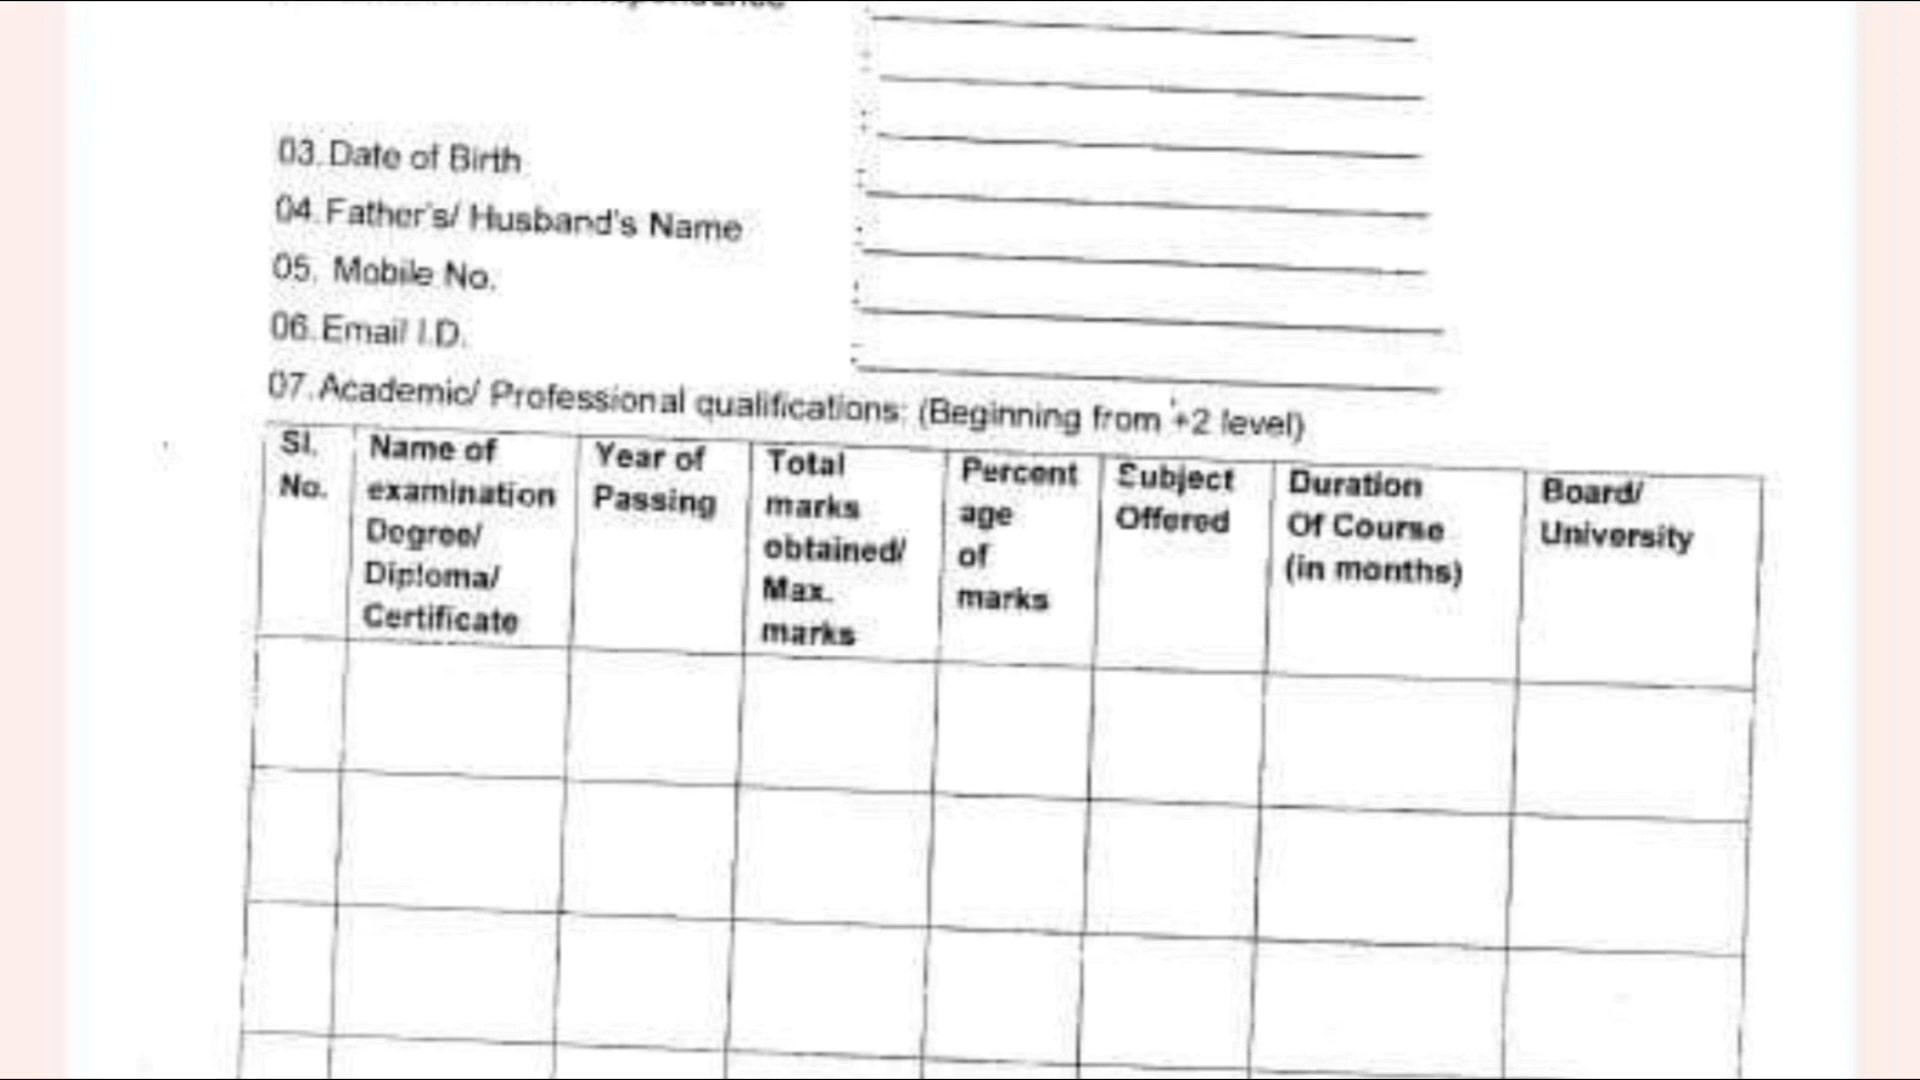 03. Date of Birth
04. Father's/ Husband's Name
05. Mobile No.
06. Email I.D.
07. Academic/ Professional qualifications: (Beginning from +2 level)
Sl. No.
Name of examination Degree/ Diploma/ Certificate
Year of Passing
Total marks obtained/ Max. marks
Percent age of marks
Subject Offered
Duration Of Course (in months)
Board/ University